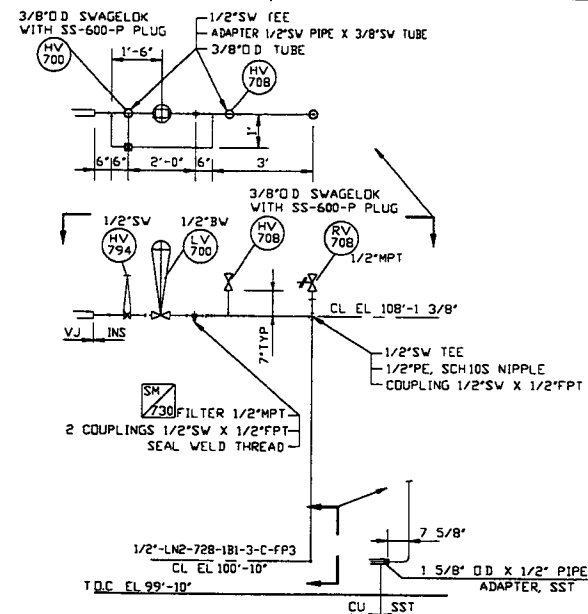 3/8"O D SWAGELOK
WITH SS-600-P PLUG
1/2"SW TEE
ADAPTER 1/2"SW PIPE X 3/8"SW TUBE
3/8"O D TUBE
HV
700
1'-6"
HV
708
1'
6"
6"
2'-0"
6"
3'
3/8"O D SWAGELOK
WITH SS-600-P PLUG
1/2"SW
1/2"BW
HV
794
LV
700
HV
708
RV
708
1/2"MPT
CL EL 108'-1 3/8"
VJ
INS
7"TYP
1/2"SW TEE
1/2"PE, SCH10S NIPPLE
COUPLING 1/2"SW X 1/2"FPT
SM
730
FILTER 1/2"MPT
2 COUPLINGS 1/2"SW X 1/2"FPT
SEAL WELD THREAD
7 5/8"
1/2"-LN2-728-1B1-3-C-FP3
CL EL 100'-10"
1 5/8" O D X 1/2" PIPE
ADAPTER, SST
T.O.C EL 99'-10"
CU
SST